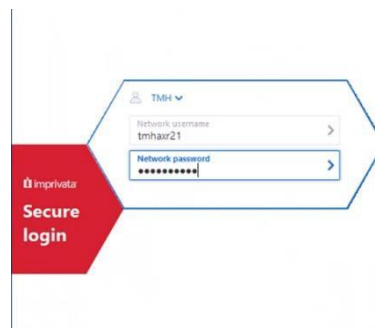 TMH
Network username
tmhaxr21
Network password
••••••••••
imprivata
Secure
login